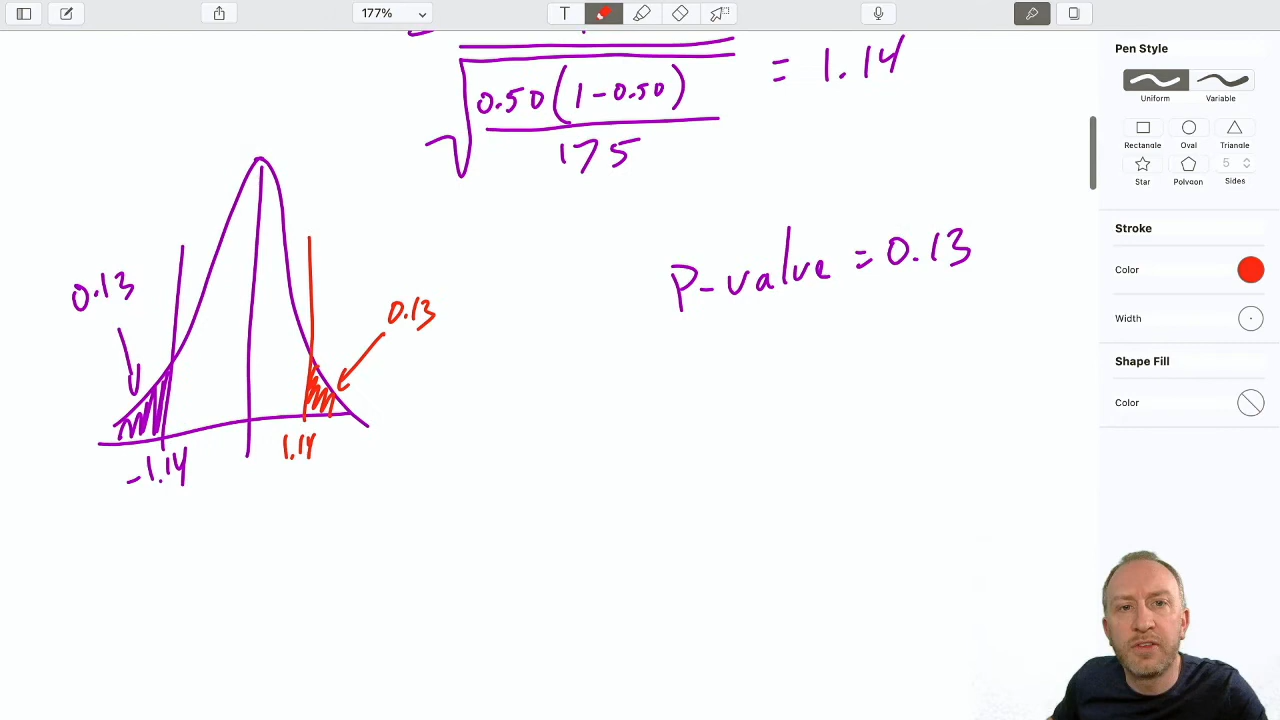 177%
T
Pen Style
Uniform
Variable
Rectangle
Oval
Triangle
Star
Polygon
5
Sides
Stroke
Color
Width
Shape Fill
Color
= 1.14
0.50(1-0.50)
175
P-value = 0.13
0.13
0.13
-1.14
1.14